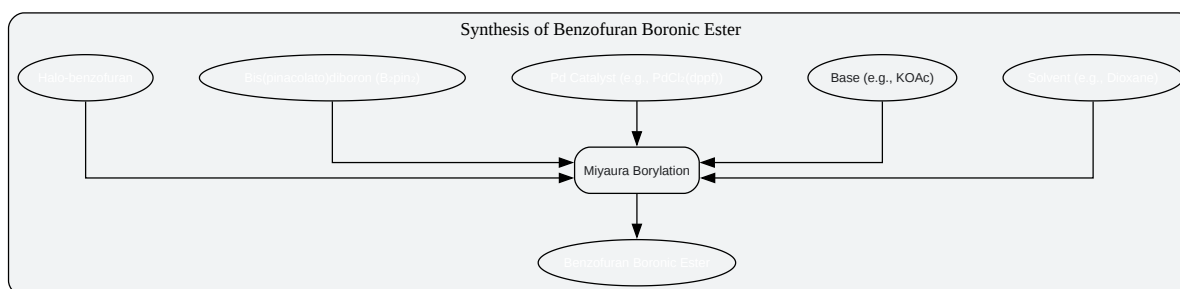 Synthesis of Benzofuran Boronic Ester
Halo-benzofuran
Bis(pinacolato)diboron (B₂pin₂)
Pd Catalyst (e.g., PdCl₂(dppf))
Base (e.g., KOAc)
Solvent (e.g., Dioxane)
Miyaura Borylation
Benzofuran Boronic Ester